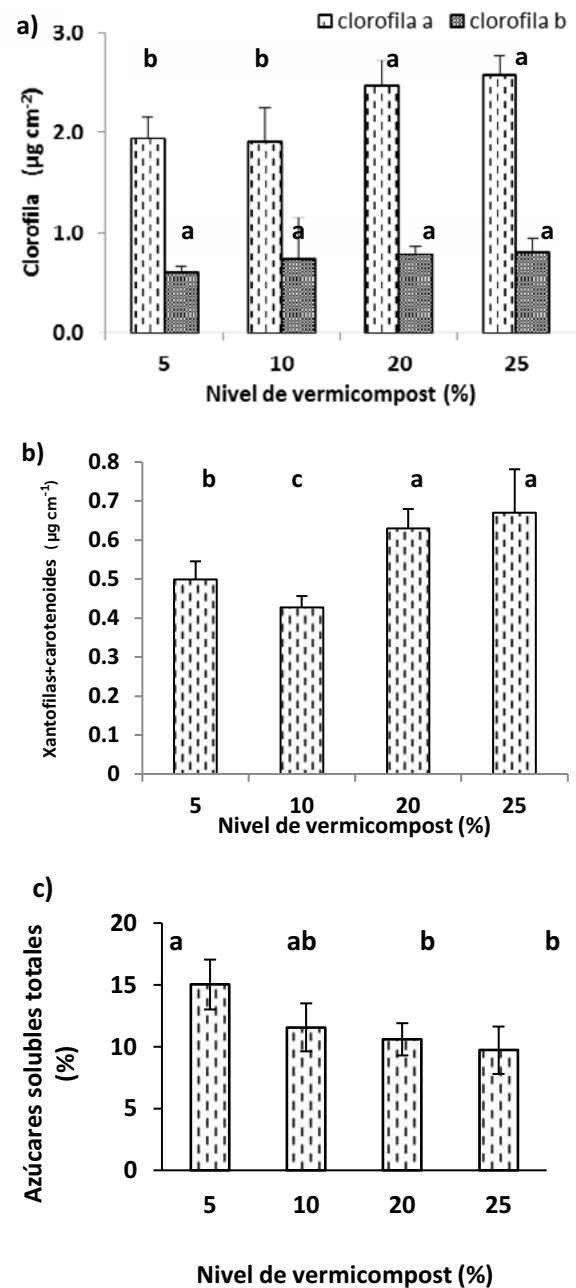 a)
clorofila a clorofila b
Clorofila (µg cm-2)
3.0
2.0
1.0
0.0
b b a a
a a a a
5 10 20 25
Nivel de vermicompost (%)
b)
Xantofilas+carotenoides (µg cm-1)
0.8
0.7
0.6
0.5
0.4
0.3
0.2
0.1
0
b c a a
5 10 20 25
Nivel de vermicompost (%)
c)
Azúcares solubles totales
(%)
20
15
10
5
0
a ab b b
5 10 20 25
Nivel de vermicompost (%)